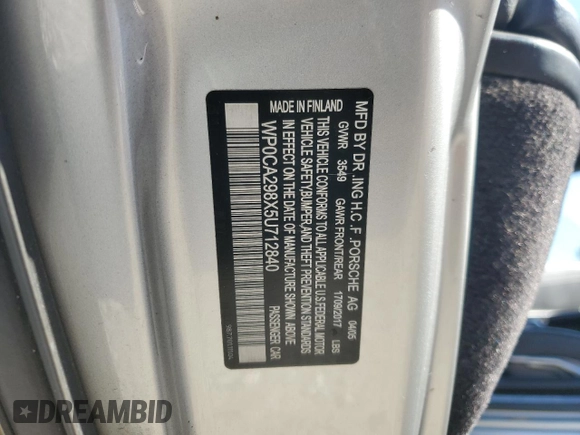 MFD BY DR .ING H.C .F .PORSCHE AG 04/05
GVWR 3549 GAWR FRONT/REAR 1709/2017 LBS
THIS VEHICLE CONFORMS TO ALL APPLICABLE U.S.FEDERAL MOTOR
VEHICLE SAFETY,BUMPER,AND THEFT PREVENTION STANDARDS
IN EFFECT ON THE DATE OF MANUFACTURE SHOWN ABOVE
MADE IN FINLAND
WP0CA298X5U712840 PASSENGER CAR
DREAMBID